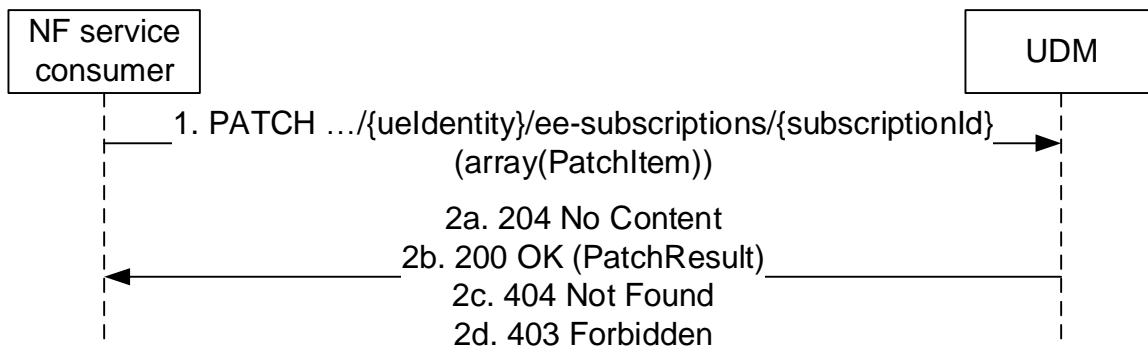 NF service
consumer
UDM
1. PATCH …/{ueIdentity}/ee-subscriptions/{subscriptionId}
(array(PatchItem))
2a. 204 No Content
2b. 200 OK (PatchResult)
2c. 404 Not Found
2d. 403 Forbidden